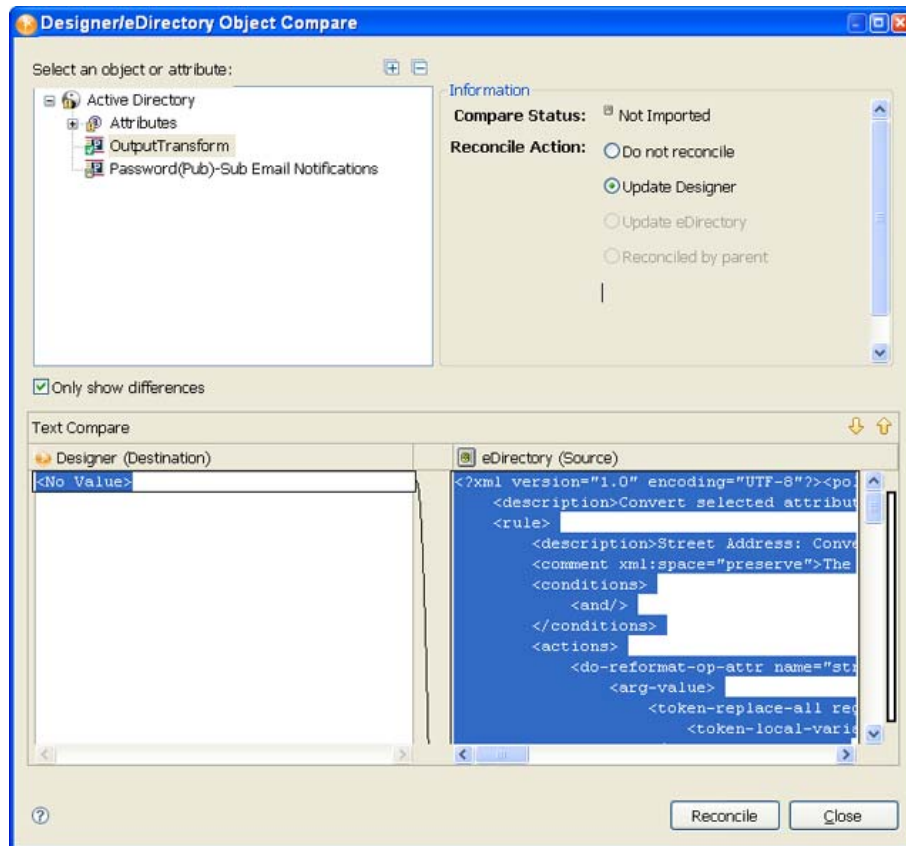 Designer/eDirectory Object Compare
Select an object or attribute:
Active Directory
Attributes
OutputTransform
Password(Pub)-Sub Email Notifications
Information
Compare Status: Not Imported
Reconcile Action: Do not reconcile
Update Designer
Update eDirectory
Reconciled by parent
Only show differences
Text Compare
Designer (Destination)
eDirectory (Source)
<No Value>
<?xml version="1.0" encoding="UTF-8"?><po
<description>Convert selected attribut
<rule>
<description>Street Address: Conve
<comment xml:space="preserve">The
<conditions>
<and/>
</conditions>
<actions>
<do-reformat-op-attr name="str
<arg-value>
<token-replace-all reg
<token-local-varia
Reconcile
Close